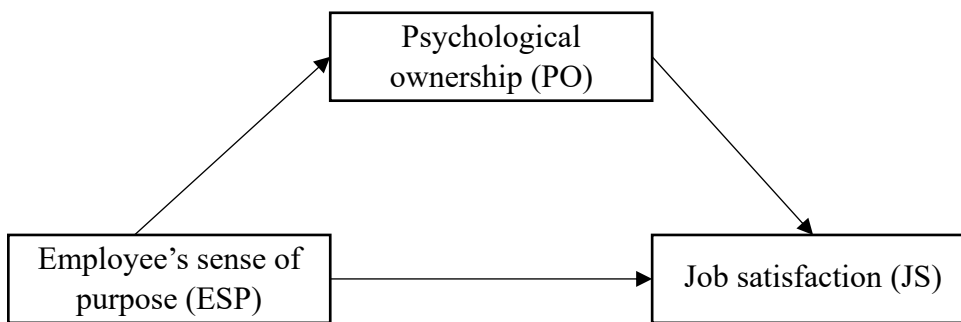 Psychological
ownership (PO)
Employee’s sense of
purpose (ESP)
Job satisfaction (JS)